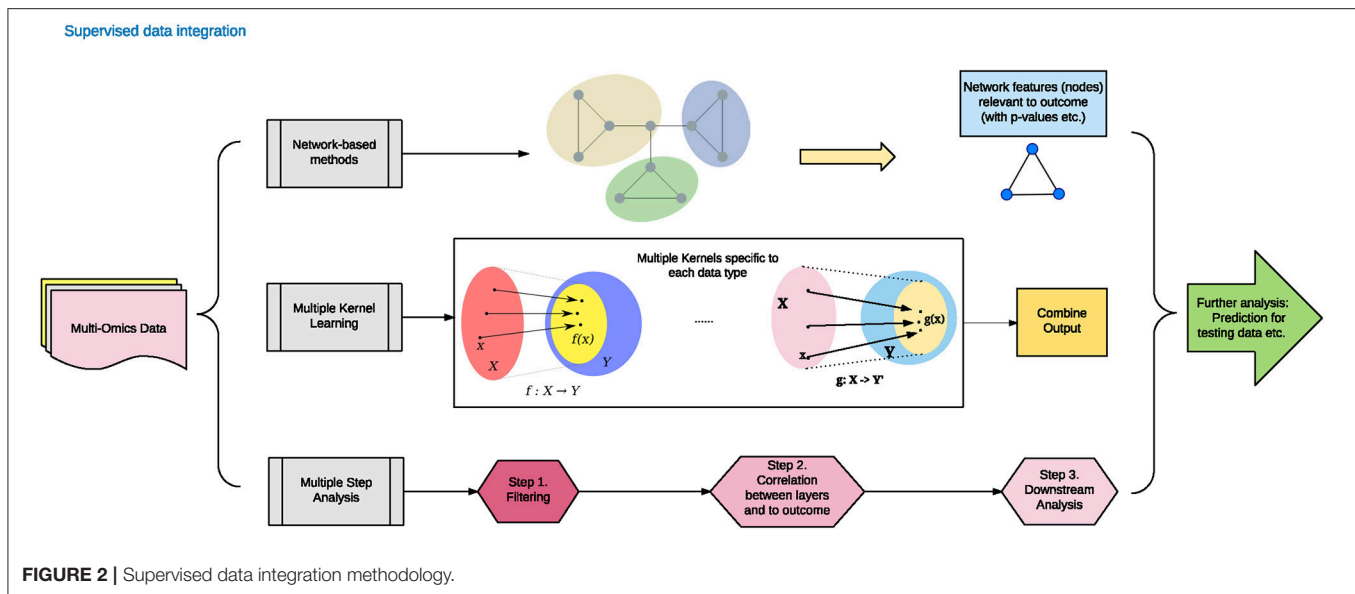 Supervised data integration
Network-based
methods
Network features (nodes)
relevant to outcome
(with p-values etc.)
Multi-Omics Data
Multiple Kernel
Learning
Multiple Kernels specific to
each data type
x
X
f(x)
Y
f : X → Y
......
X
x
g(x)
y
g: X -> Y'
Combine
Output
Further analysis:
Prediction for
testing data etc.
Multiple Step
Analysis
Step 1.
Filtering
Step 2.
Correlation
between layers
and to outcome
Step 3.
Downstream
Analysis
FIGURE 2 | Supervised data integration methodology.